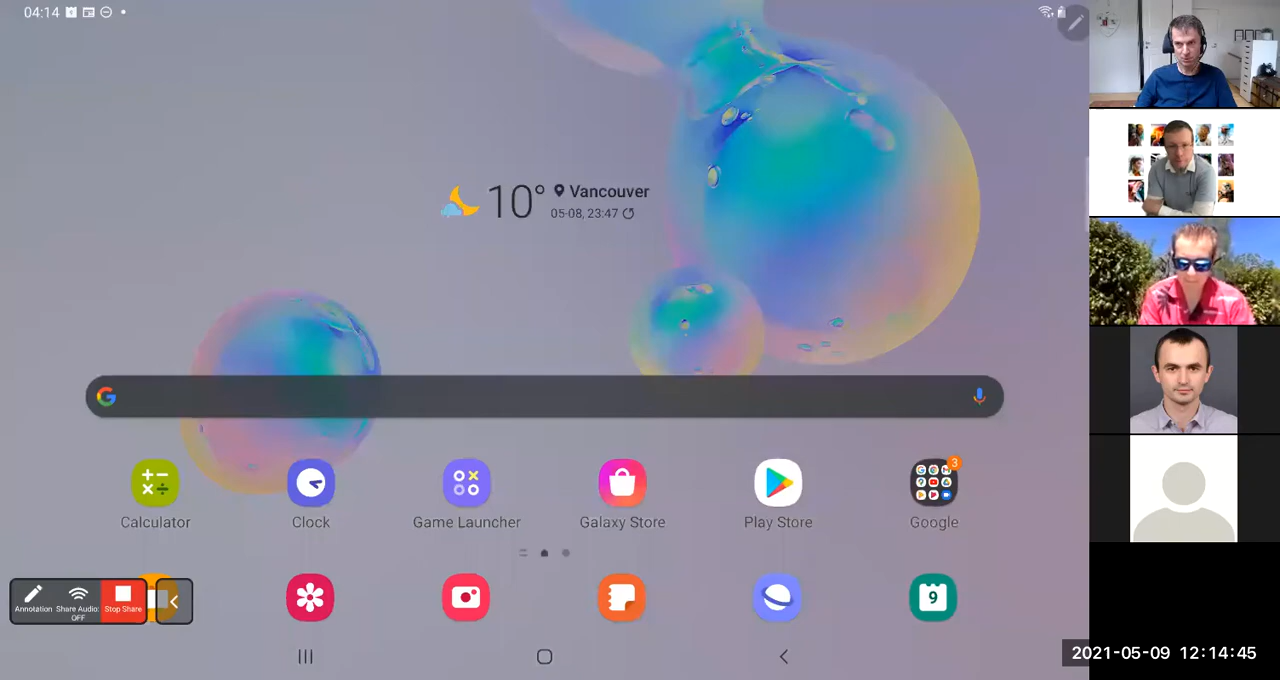 04:14
10° Vancouver
05-08, 23:47
Calculator
Clock
Game Launcher
Galaxy Store
Play Store
3
Google
Annotation
Share Audio: OFF
Stop Share
9
2021-05-09 12:14:45